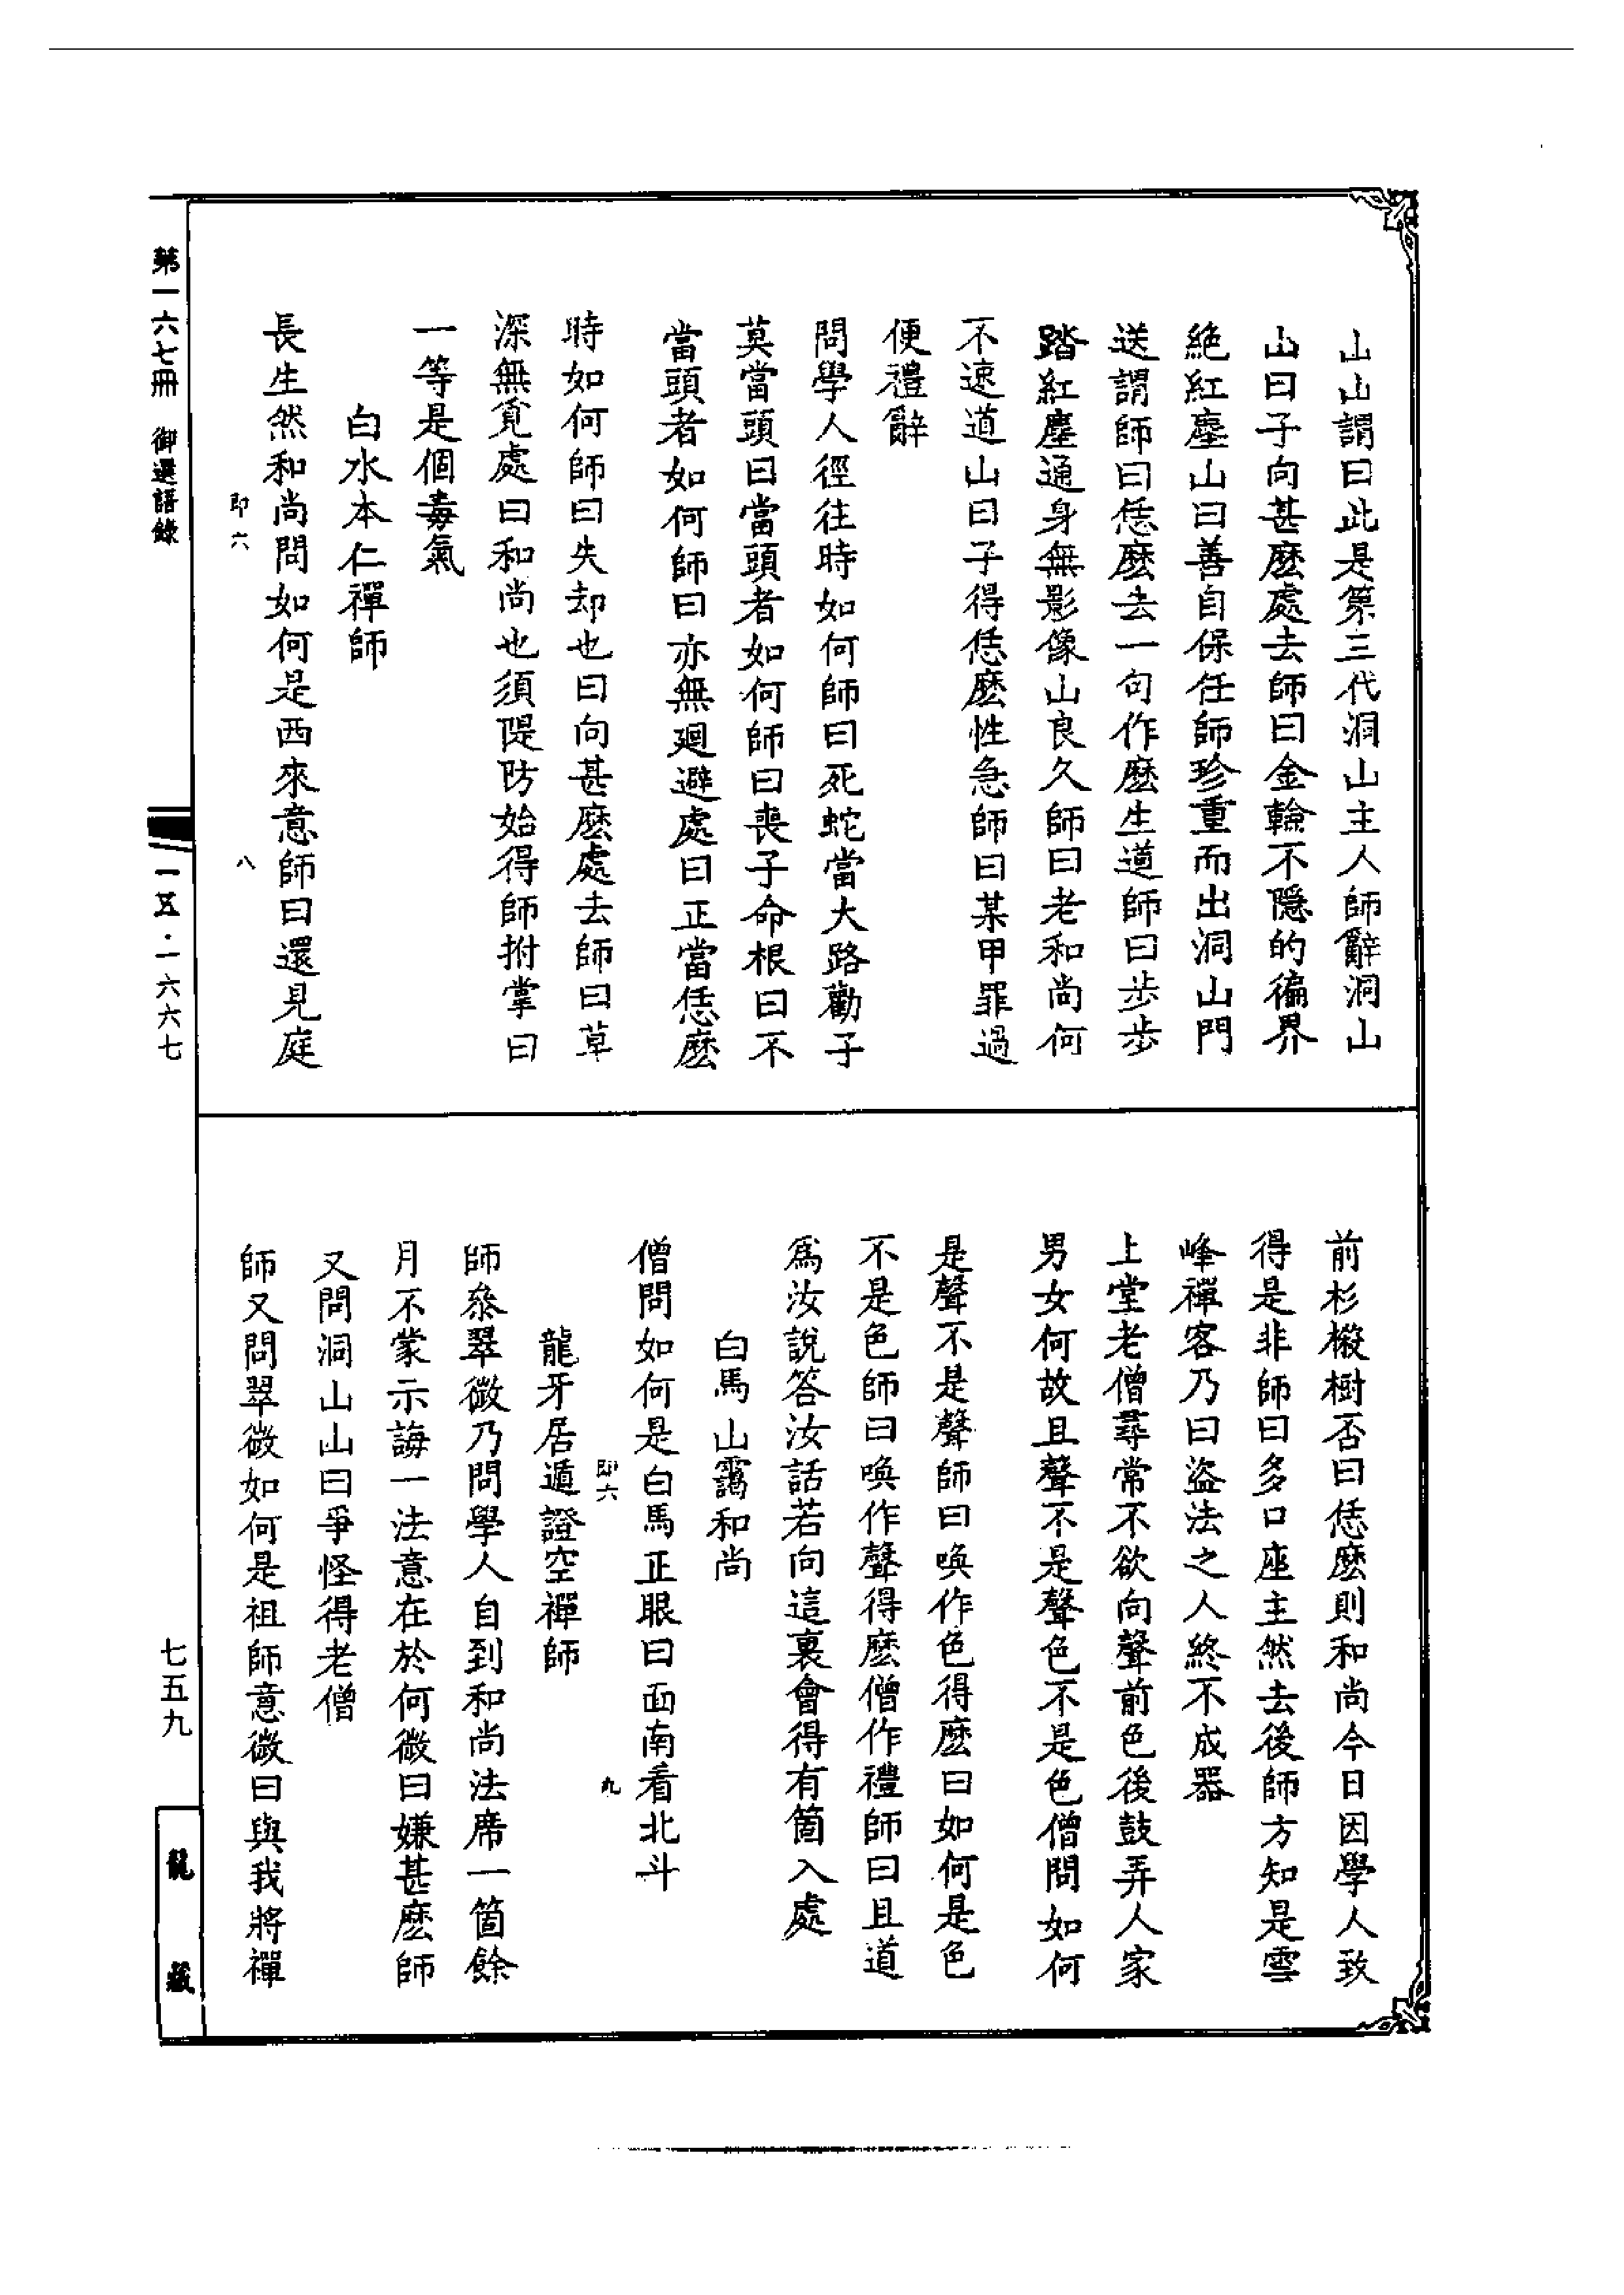 山山謂曰此是第三代洞山主人師辭洞山
山曰子向甚麽處去師曰金輪不隱的徧界
絶紅塵山曰善自保任師珍重而出洞山門
送謂師曰恁麽去一句作麽生道師曰步步
踏紅塵通身無影像山良久師曰老和尚何
不速道山曰子得恁麽性急師曰某甲罪過
便禮辭
問學人徑往時如何師曰死蛇當大路勸子
莫當頭曰當頭者如何師曰喪子命根曰不
當頭者如何師曰亦無廻避處曰正當恁麽
時如何師曰失却也曰向甚麽處去師曰草
深無覓處曰和尚也須隄防始得師拊掌曰
一等是個毒氣
白水本仁禪師
長生然和尚問如何是西來意師曰還見庭
即六
八
前杉榝樹否曰恁麽則和尚今日因學人致
得是非師曰多口座主然去後師方知是雪
峰禪客乃曰盜法之人終不成器
上堂老僧尋常不欲向聲前色後鼓弄人家
男女何故且聲不是聲色不是色僧問如何
是聲不是聲師曰喚作色得麽曰如何是色
不是色師曰喚作聲得麽僧作禮師曰且道
爲汝說答汝話若向這裏會得有箇入處
白馬山靄和尚
僧問如何是白馬正眼曰面南看北斗
即六
九
龍牙居遁證空禪師
師叅翠微乃問學人自到和尚法席一箇餘
月不蒙示誨一法意在於何微曰嫌甚麽師
又問洞山山曰爭怪得老僧
師又問翠微如何是祖師意微曰與我將禪
第一六七冊 御選語錄
一五·一六六七
七五九
龍藏